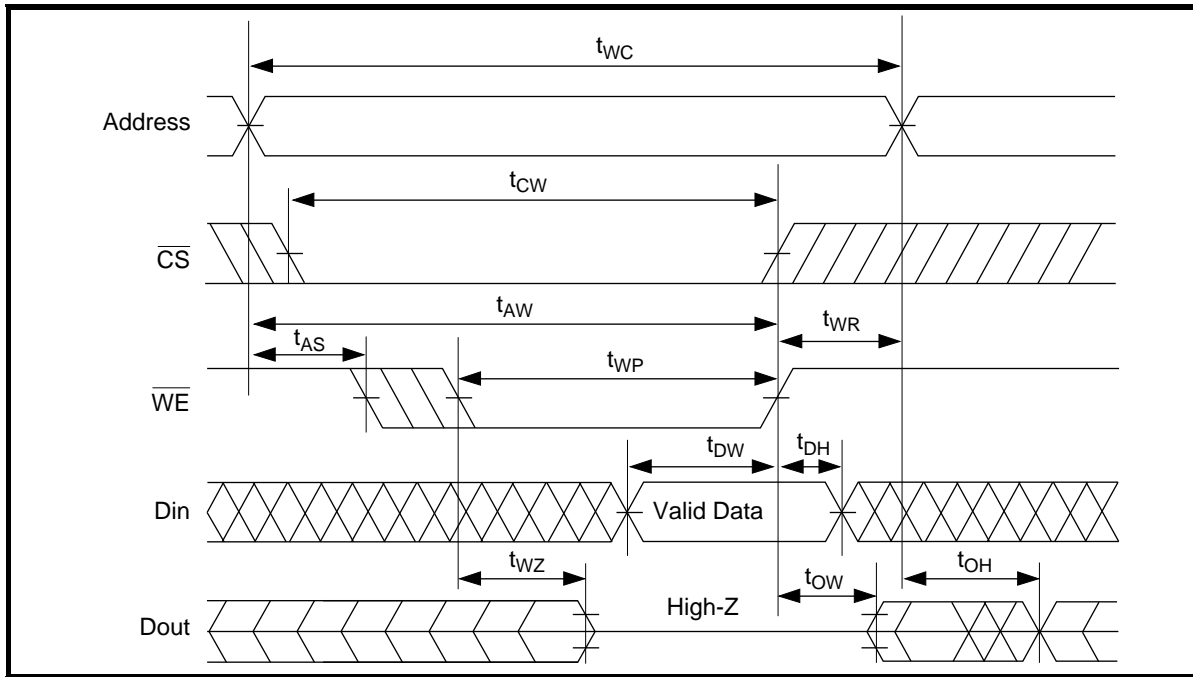 tWC
Address
tCW
CS
tAW
tAS
tWR
tWP
WE
tDW
tDH
Din
Valid Data
tWZ
tOW
tOH
High-Z
Dout